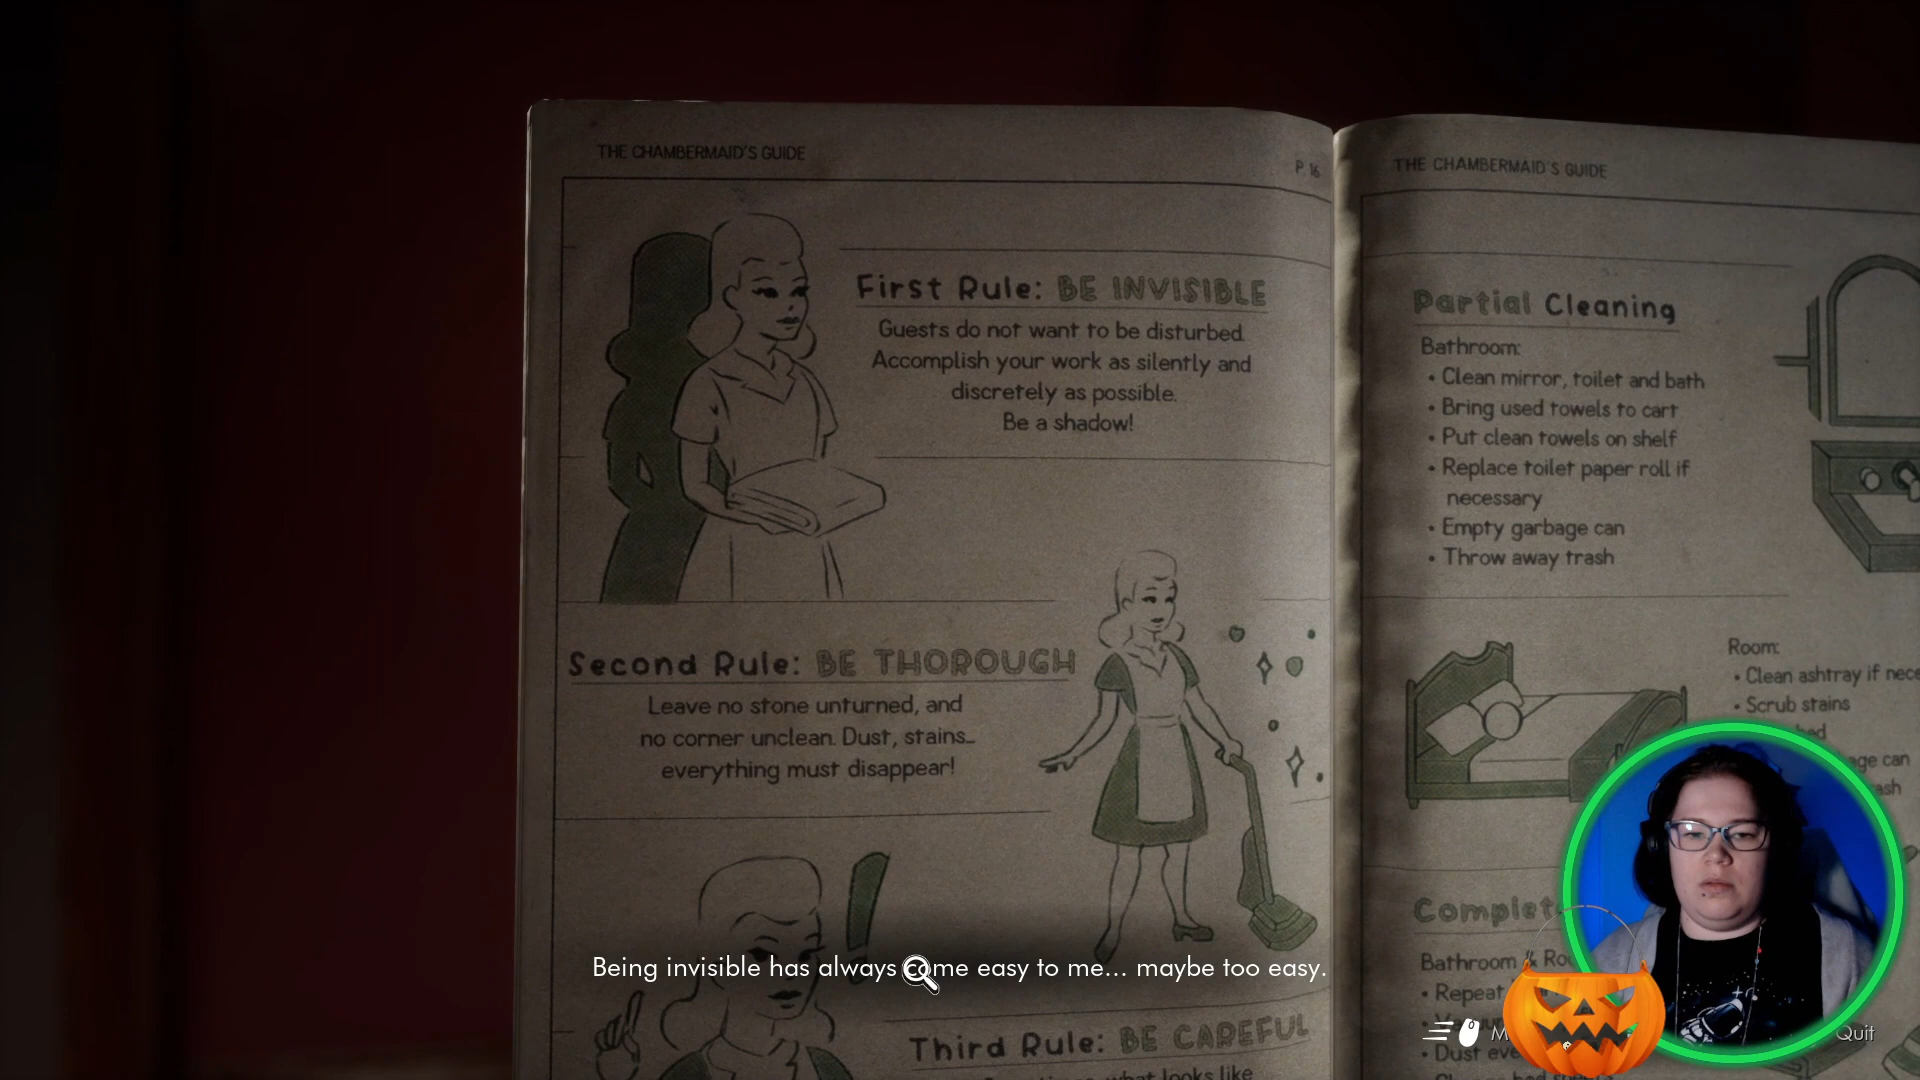 THE CHAMBERMAID'S GUIDE
P. 16
First Rule: BE INVISIBLE
Guests do not want to be disturbed.
Accomplish your work as silently and
discretely as possible.
Be a shadow!
Second Rule: BE THOROUGH
Leave no stone unturned, and
no corner unclean. Dust, stains...
everything must disappear!
Third Rule: BE CAREFUL
what looks like
THE CHAMBERMAID'S GUIDE
Partial Cleaning
Bathroom:
• Clean mirror, toilet and bath
• Bring used towels to cart
• Put clean towels on shelf
• Replace toilet paper roll if
necessary
• Empty garbage can
• Throw away trash
Room:
• Clean ashtray if
• Scrub stains
can
Bathroom &
• Repeat
• Dust
Being invisible has always come easy to me... maybe too easy.
Quit